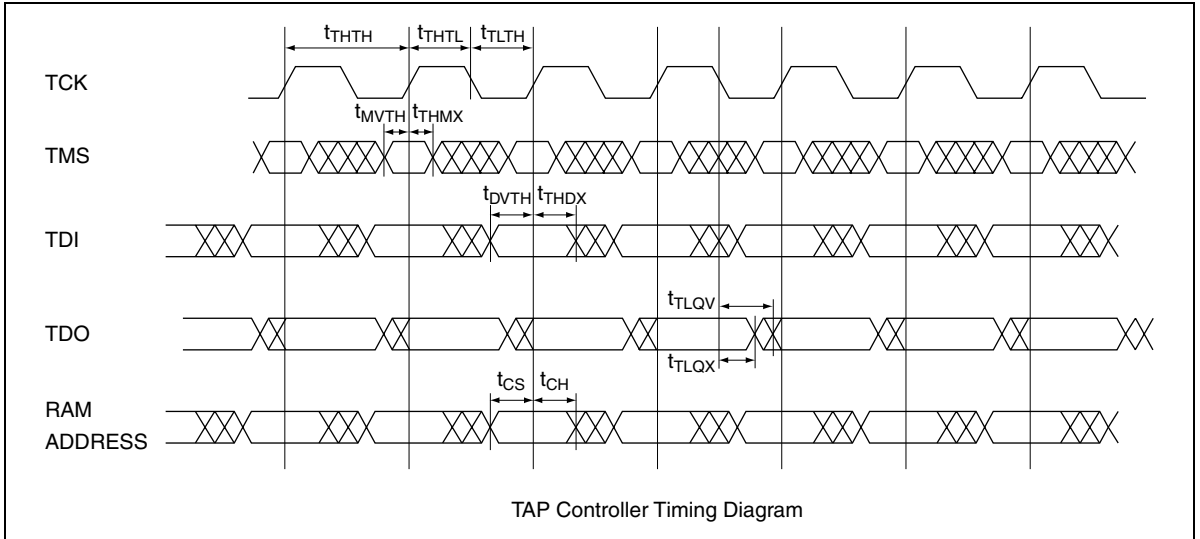 tTHTH tTHTL tTLTH
TCK
tMVTH tTHMX
TMS
tDVTH tTHDX
TDI
tTLQV
TDO
tTLQX
tCS tCH
RAM
ADDRESS
TAP Controller Timing Diagram